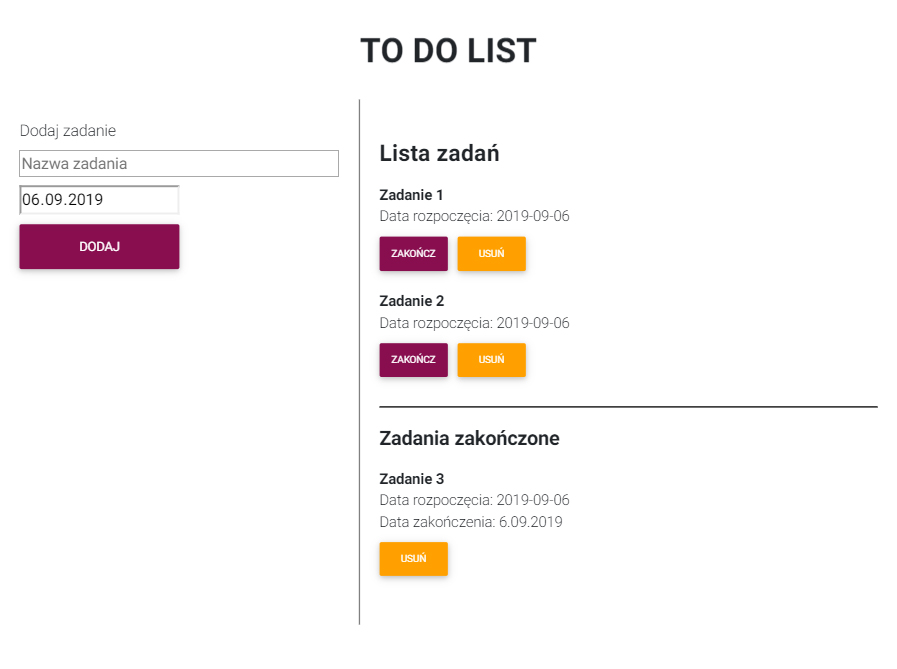 TO DO LIST
Dodaj zadanie
Nazwa zadania
06.09.2019
DODAJ
Lista zadań
Zadanie 1
Data rozpoczęcia: 2019-09-06
ZAKOŃCZ USUŃ
Zadanie 2
Data rozpoczęcia: 2019-09-06
ZAKOŃCZ USUŃ
Zadania zakończone
Zadanie 3
Data rozpoczęcia: 2019-09-06
Data zakończenia: 6.09.2019
USUŃ